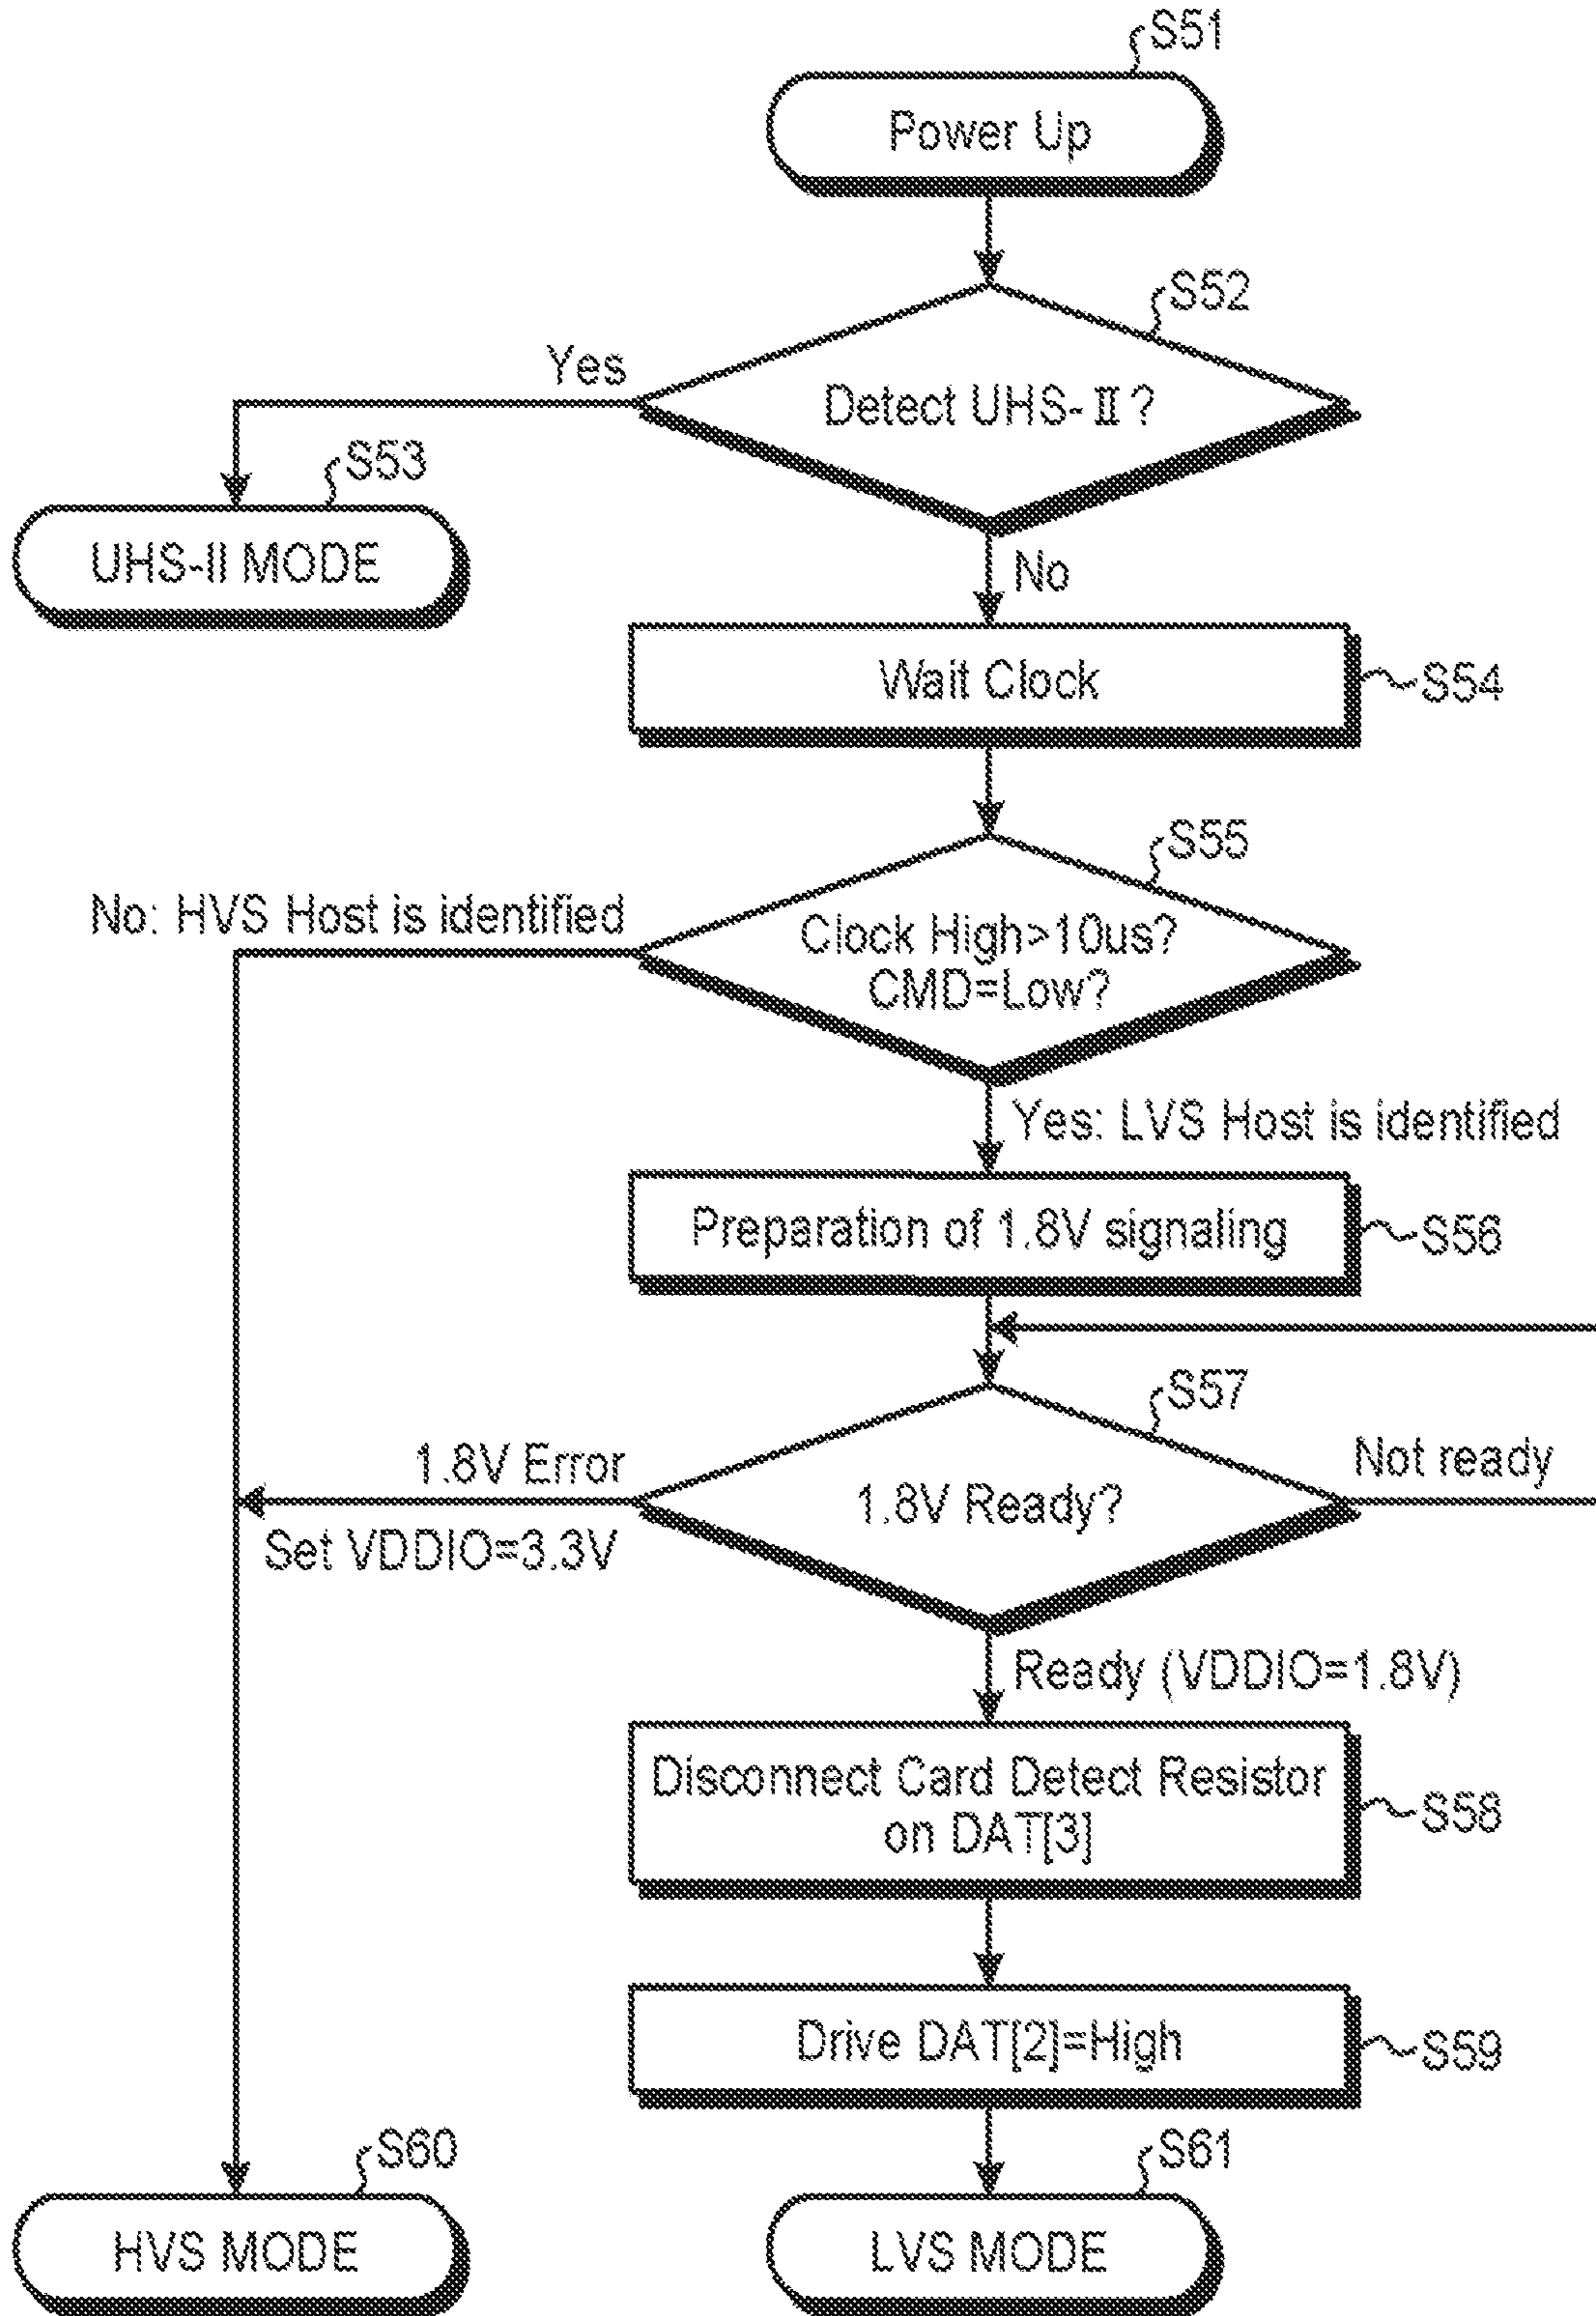 S51
Power Up
S52
Yes
Detect UHS-Ⅱ?
S53
UHS-II MODE
No
Wait Clock
S54
S55
No: HVS Host is identified
Clock High>10us?
CMD=Low?
Yes: LVS Host is identified
Preparation of 1.8V signaling
S56
S57
1.8V Error
Not ready
1.8V Ready?
Set VDDIO=3.3V
Ready (VDDIO=1.8V)
Disconnect Card Detect Resistor
on DAT[3]
S58
Drive DAT[2]=High
S59
S60
S61
HVS MODE
LVS MODE